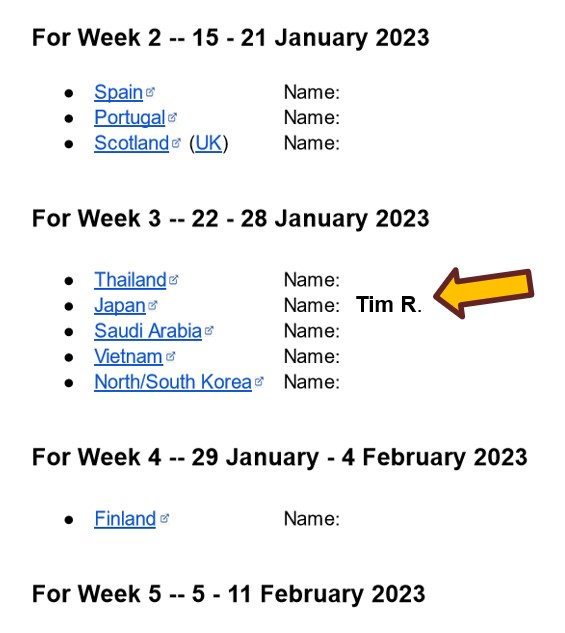 For Week 2 -- 15 - 21 January 2023
● Spain Name:
● Portugal Name:
● Scotland (UK) Name:
For Week 3 -- 22 - 28 January 2023
● Thailand Name:
● Japan Name: Tim R.
● Saudi Arabia Name:
● Vietnam Name:
● North/South Korea Name:
For Week 4 -- 29 January - 4 February 2023
● Finland Name:
For Week 5 -- 5 - 11 February 2023